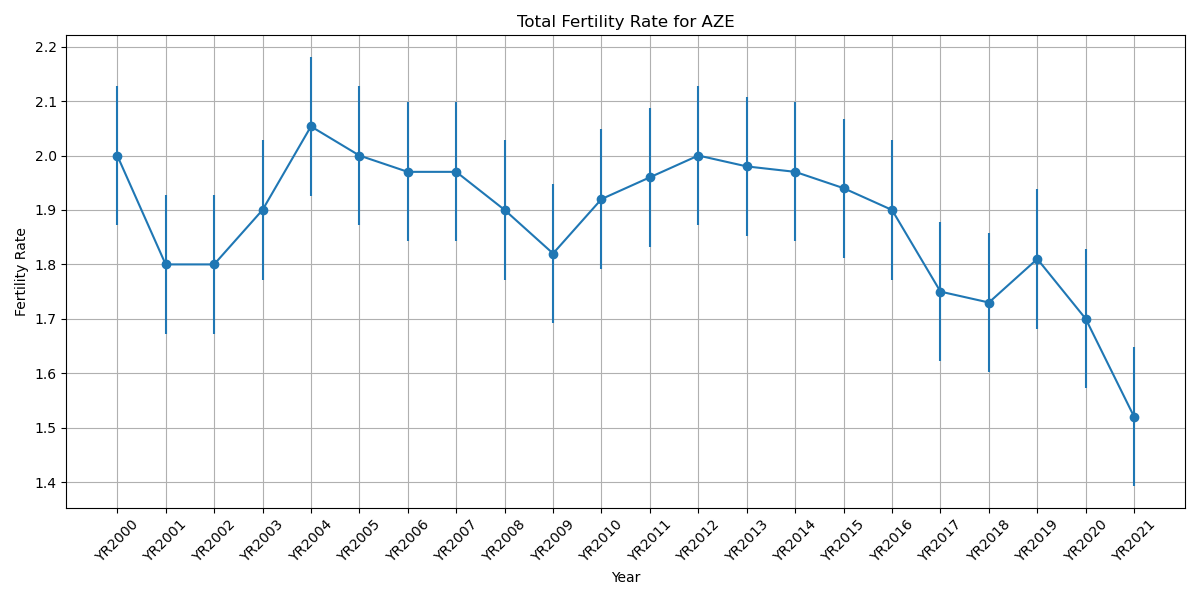 Total Fertility Rate for AZE
Fertility Rate
2.2
2.1
2.0
1.9
1.8
1.7
1.6
1.5
1.4
YR2000
YR2001
YR2002
YR2003
YR2004
YR2005
YR2006
YR2007
YR2008
YR2009
YR2010
YR2011
YR2012
YR2013
YR2014
YR2015
YR2016
YR2017
YR2018
YR2019
YR2020
YR2021
Year